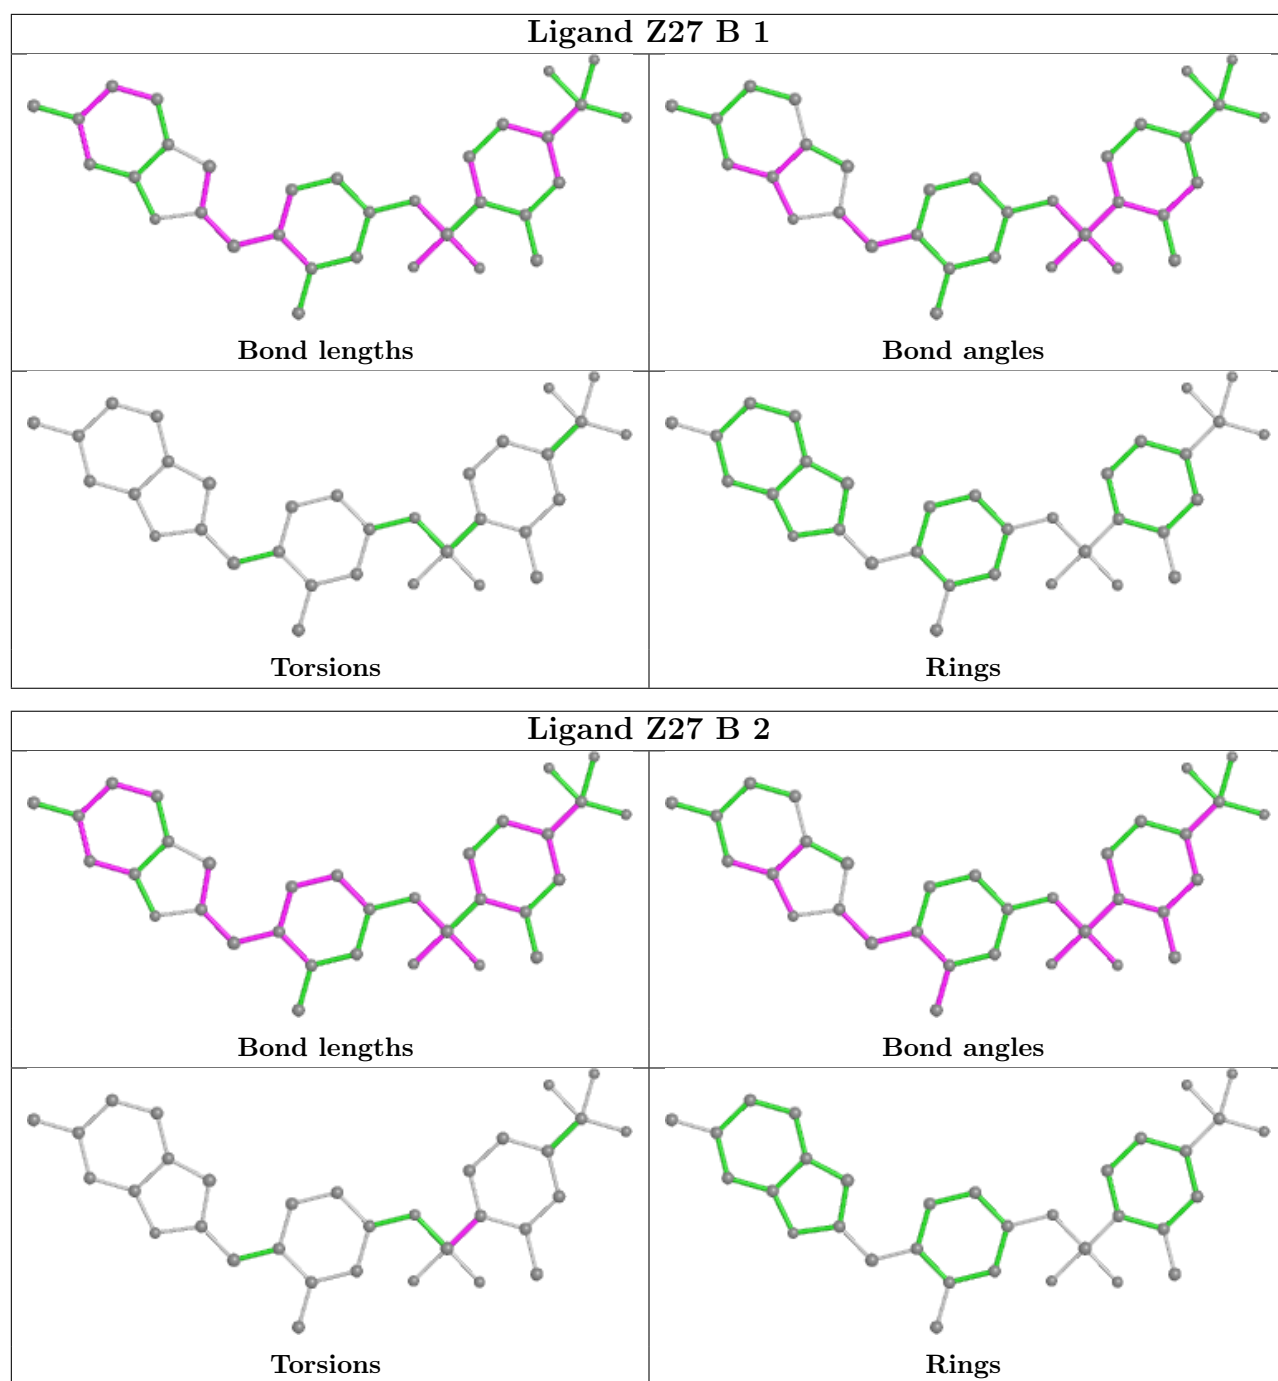 Ligand Z27 B 1
Bond lengths
Bond angles
Torsions
Rings
Ligand Z27 B 2
Bond lengths
Bond angles
Torsions
Rings